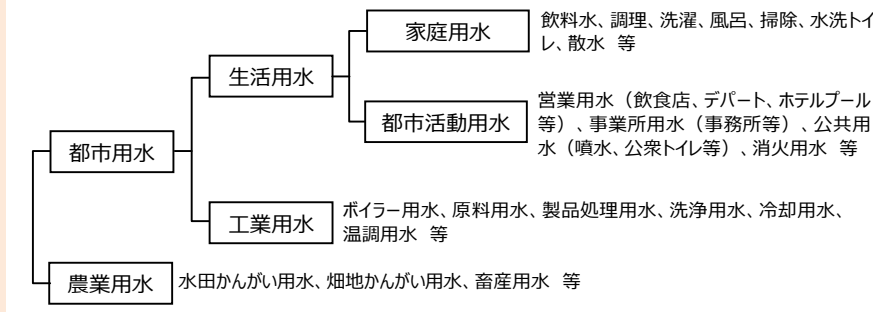 家庭用水
飲料水、調理、洗濯、風呂、掃除、水洗トイ
レ、散水 等
生活用水
都市活動用水
営業用水（飲食店、デパート、ホテルプール
等）、事業所用水（事務所等）、公共用
水（噴水、公衆トイレ等）、消火用水 等
都市用水
工業用水
ボイラー用水、原料用水、製品処理用水、洗浄用水、冷却用水、
温調用水 等
農業用水
水田かんがい用水、畑地かんがい用水、畜産用水 等